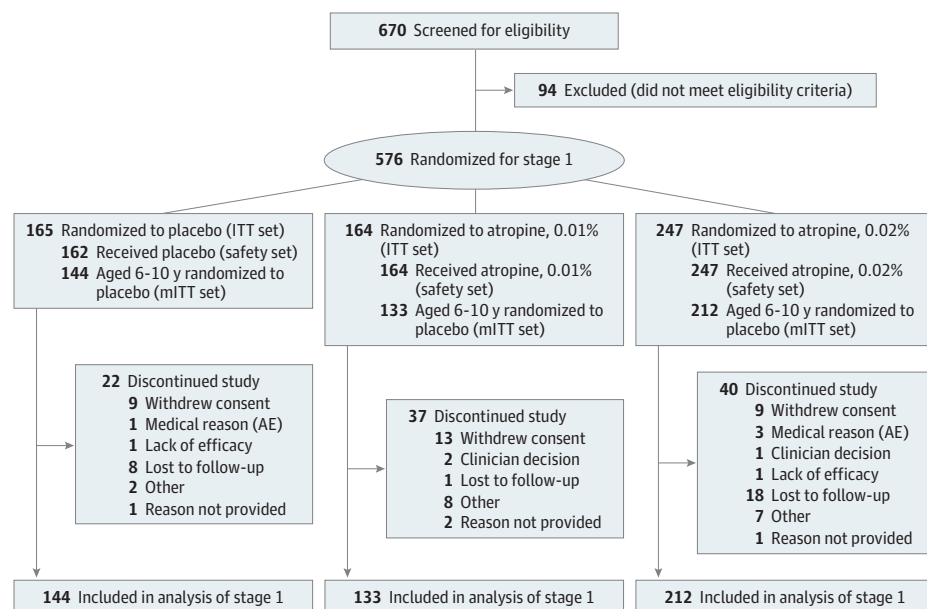 670 Screened for eligibility
94 Excluded (did not meet eligibility criteria)
576 Randomized for stage 1
165 Randomized to placebo (ITT set)
162 Received placebo (safety set)
144 Aged 6-10 y randomized to
placebo (mITT set)
164 Randomized to atropine, 0.01%
(ITT set)
164 Received atropine, 0.01%
(safety set)
133 Aged 6-10 y randomized to
placebo (mITT set)
247 Randomized to atropine, 0.02%
(ITT set)
247 Received atropine, 0.02%
(safety set)
212 Aged 6-10 y randomized to
placebo (mITT set)
22 Discontinued study
9 Withdrew consent
1 Medical reason (AE)
1 Lack of efficacy
8 Lost to follow-up
2 Other
1 Reason not provided
37 Discontinued study
13 Withdrew consent
2 Clinician decision
1 Lost to follow-up
8 Other
2 Reason not provided
40 Discontinued study
9 Withdrew consent
3 Medical reason (AE)
1 Clinician decision
1 Lack of efficacy
18 Lost to follow-up
7 Other
1 Reason not provided
144 Included in analysis of stage 1
133 Included in analysis of stage 1
212 Included in analysis of stage 1